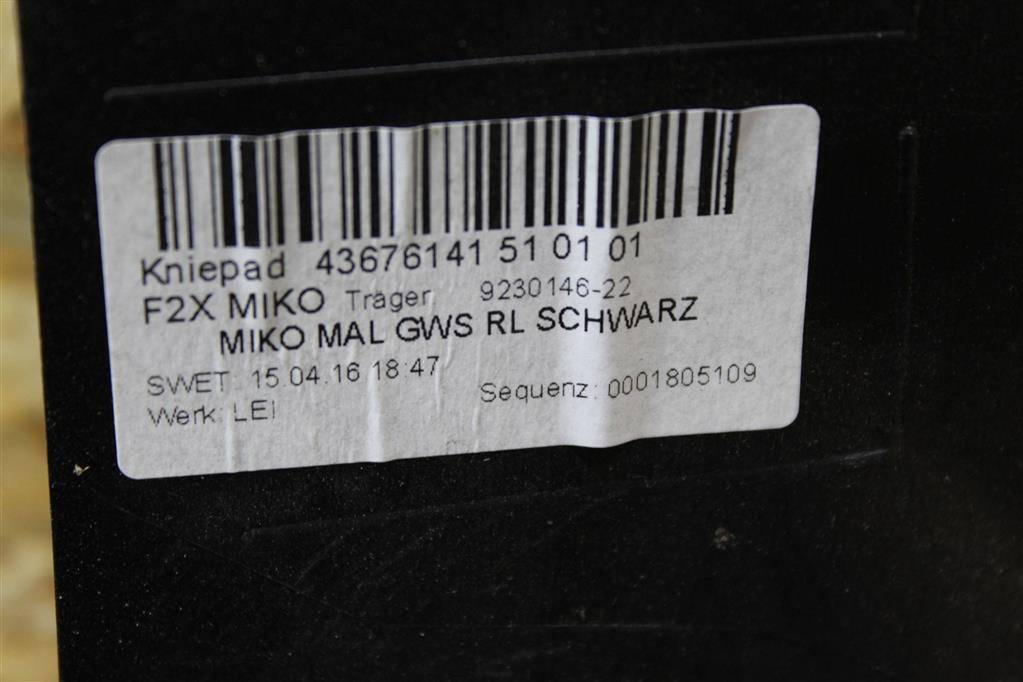 Kniepad 43676141 51 01 01
F2X MIKO Träger 9230146-22
MIKO MAL GWS RL SCHWARZ
SWET: 15.04.16 18:47
Sequenz: 0001805109
Werk: LEI